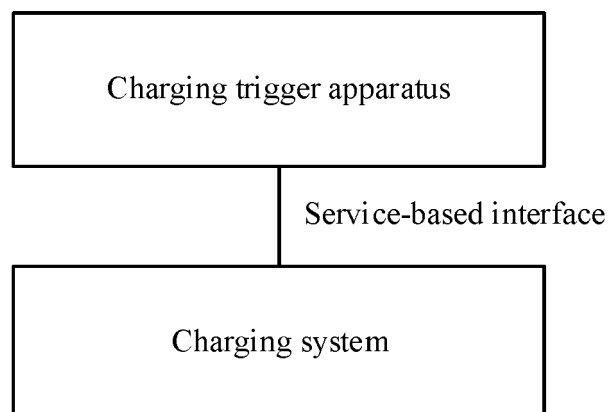 Charging trigger apparatus
Service-based interface
Charging system